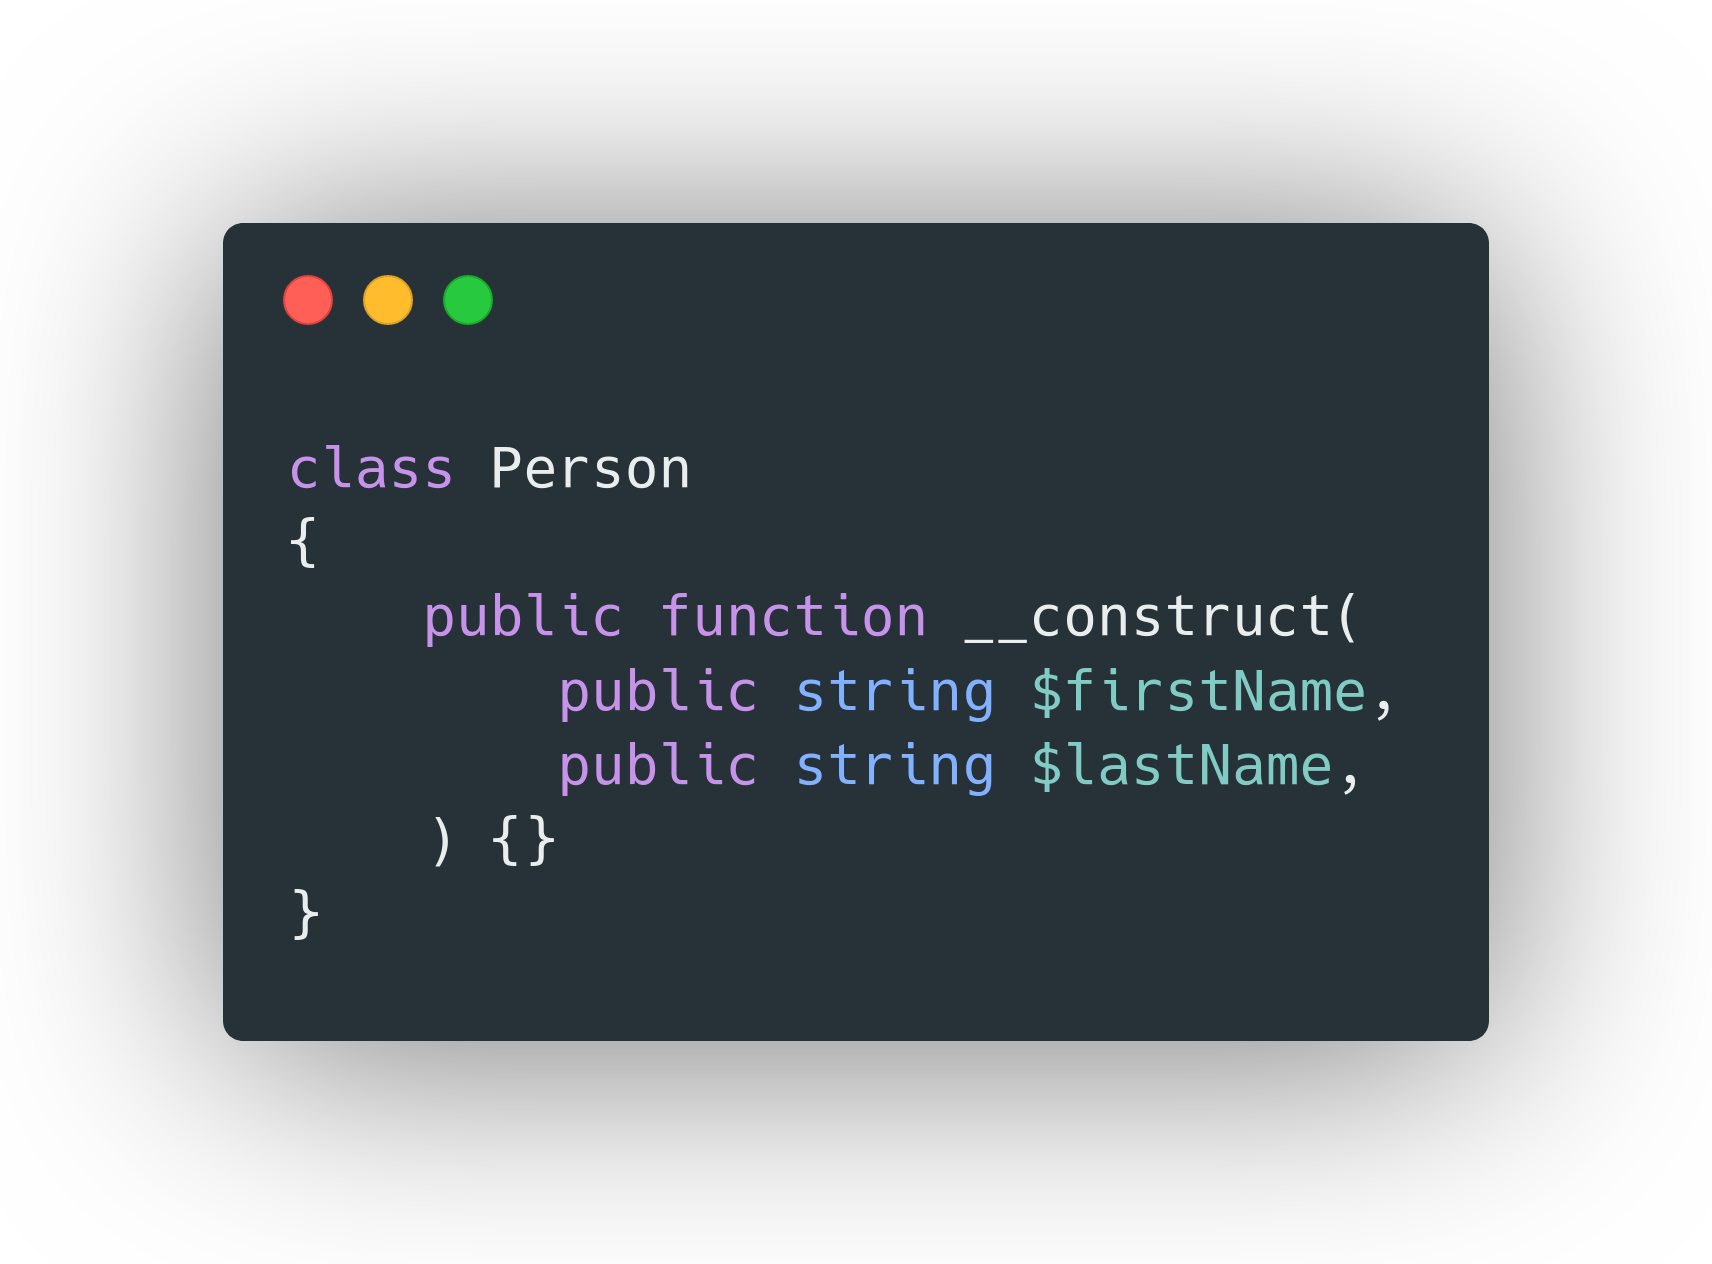 class Person
{
    public function __construct(
        public string $firstName,
        public string $lastName,
    ) {}
}